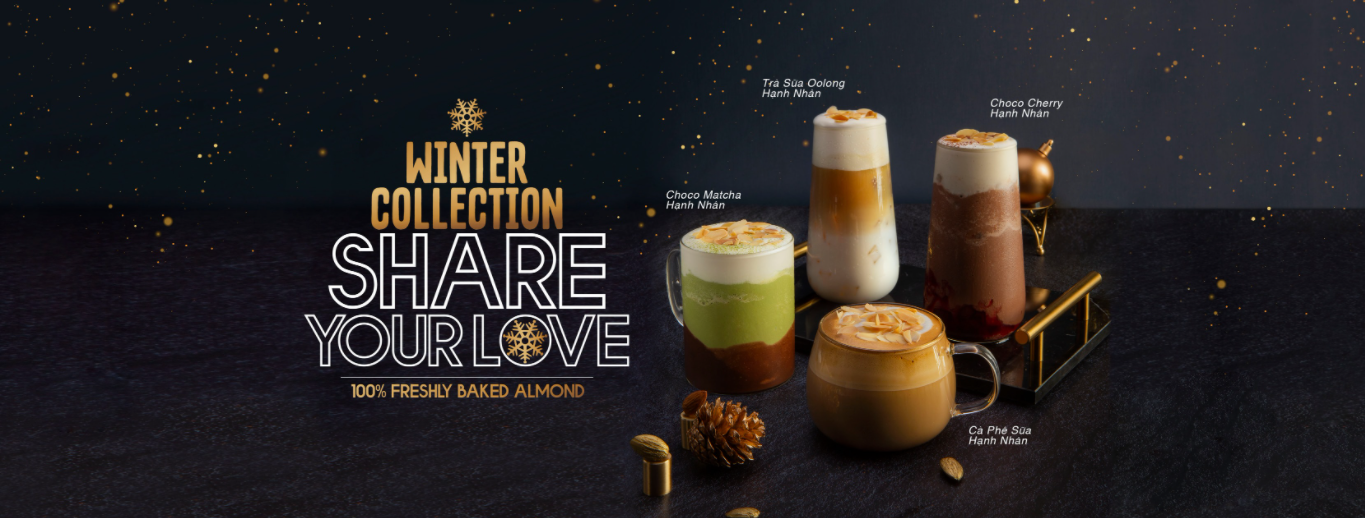 WINTER
COLLECTION
SHARE
YOUR LOVE
100% FRESHLY BAKED ALMOND
Choco Matcha
Hạnh Nhân
Trà Sữa Oolong
Hạnh Nhân
Choco Cherry
Hạnh Nhân
Cà Phê Sữa
Hạnh Nhân